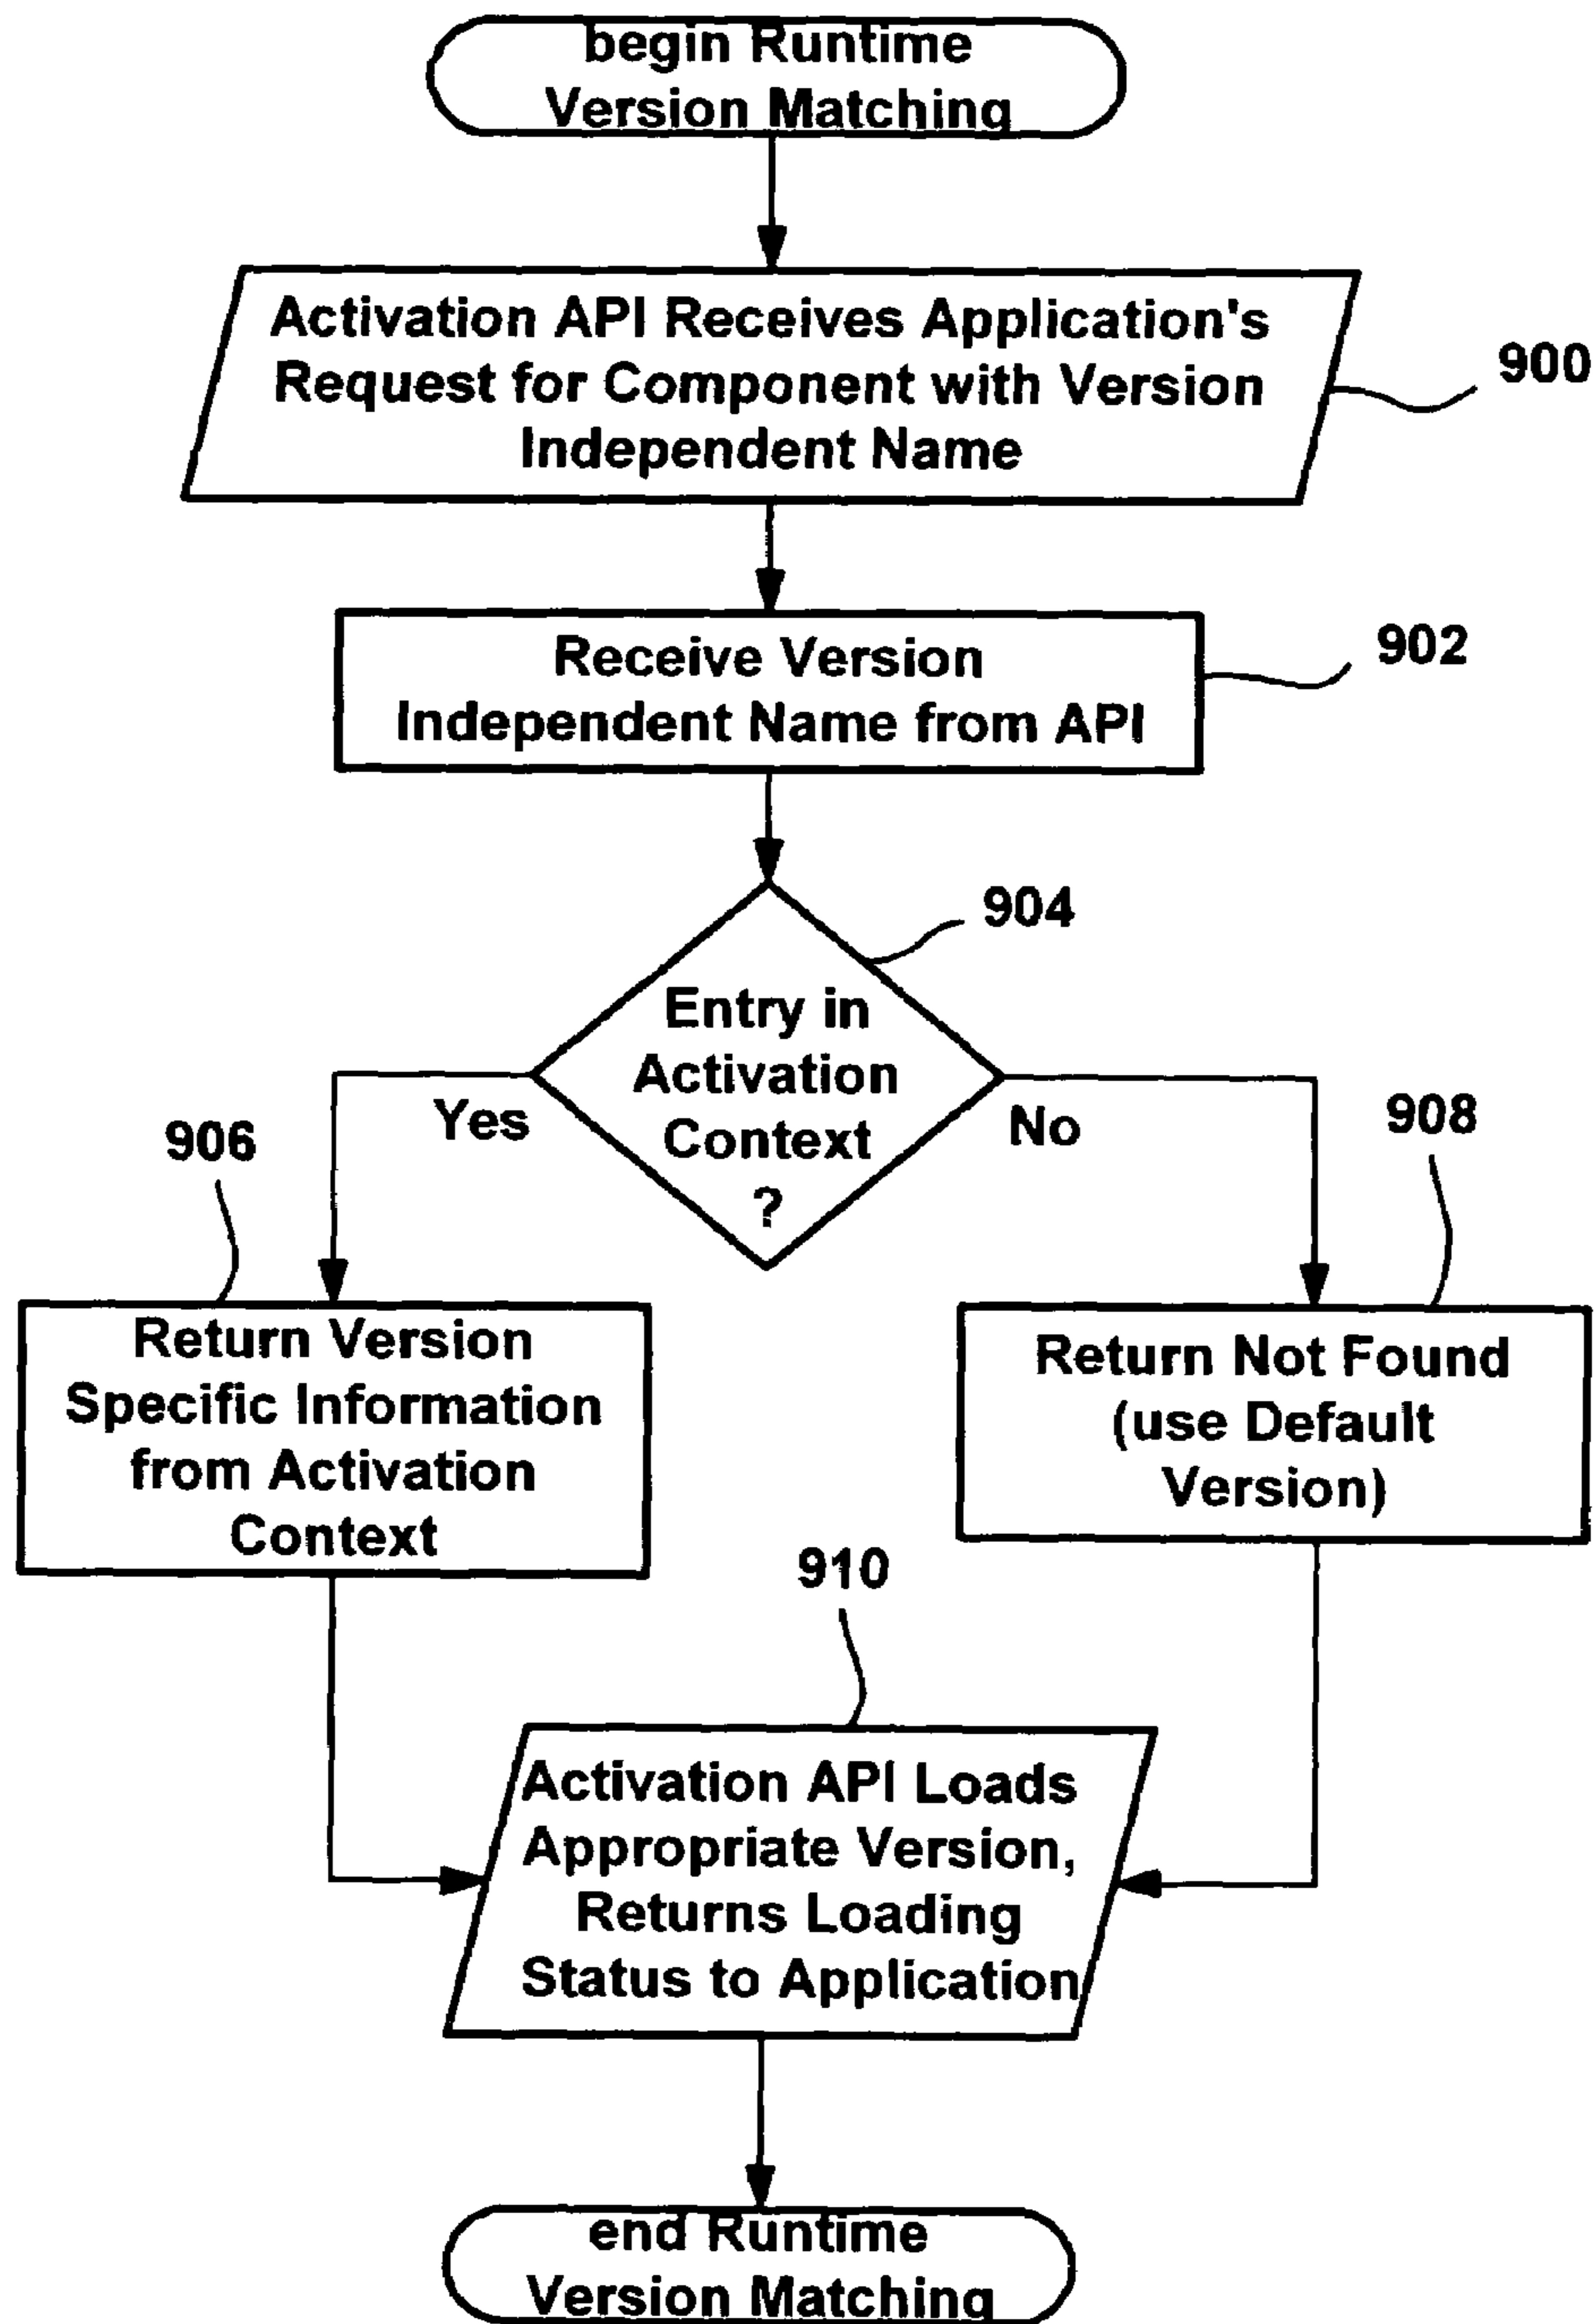 begin Runtime
Version Matching
Activation API Receives Application's
Request for Component with Version
Independent Name
900
Receive Version
Independent Name from API
902
904
Entry in
Activation
Context
?
Yes
No
906
908
Return Version
Specific Information
from Activation
Context
Return Not Found
(use Default
Version)
910
Activation API Loads
Appropriate Version,
Returns Loading
Status to Application
end Runtime
Version Matching